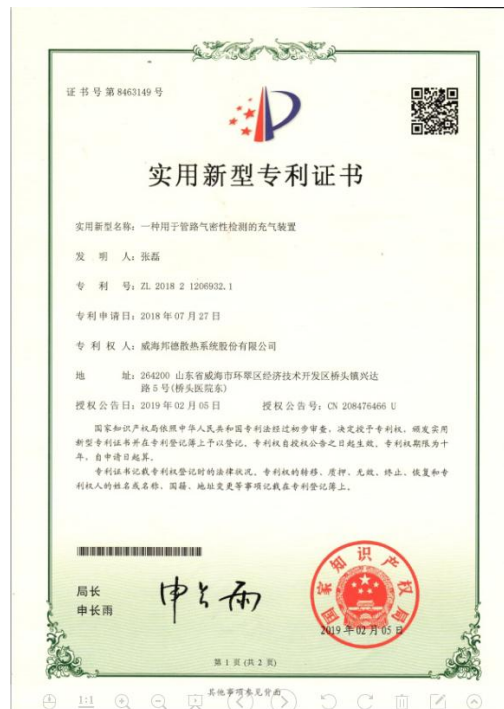 证书号第8463149号
实用新型专利证书
实用新型名称：一种用于管路气密性检测的充气装置
发 明 人：张磊
专 利 号：ZL 2018 2 1206932.1
专利申请日：2018年07月27日
专 利 权 人：威海邦德散热系统股份有限公司
地 址：264200 山东省威海市环翠区经济技术开发区桥头镇兴达
路5号(桥头医院东)
授权公告日：2019年02月05日 授权公告号：CN 208476466 U
国家知识产权局依照中华人民共和国专利法经过初步审查，决定授予专利权，颁发实用
新型专利证书并在专利登记簿上予以登记。专利权自授权公告之日起生效。专利权期限为十
年，自申请日起算。
专利证书记载专利权登记时的法律状况。专利权的转移、质押、无效、终止、恢复和专
利权人的姓名或名称、国籍、地址变更等事项记载在专利登记簿上。
局长
申长雨
申长雨
国家知识产权局
2019年02月05日
第 1 页 (共 2 页)
其他事项参见背面
1:1